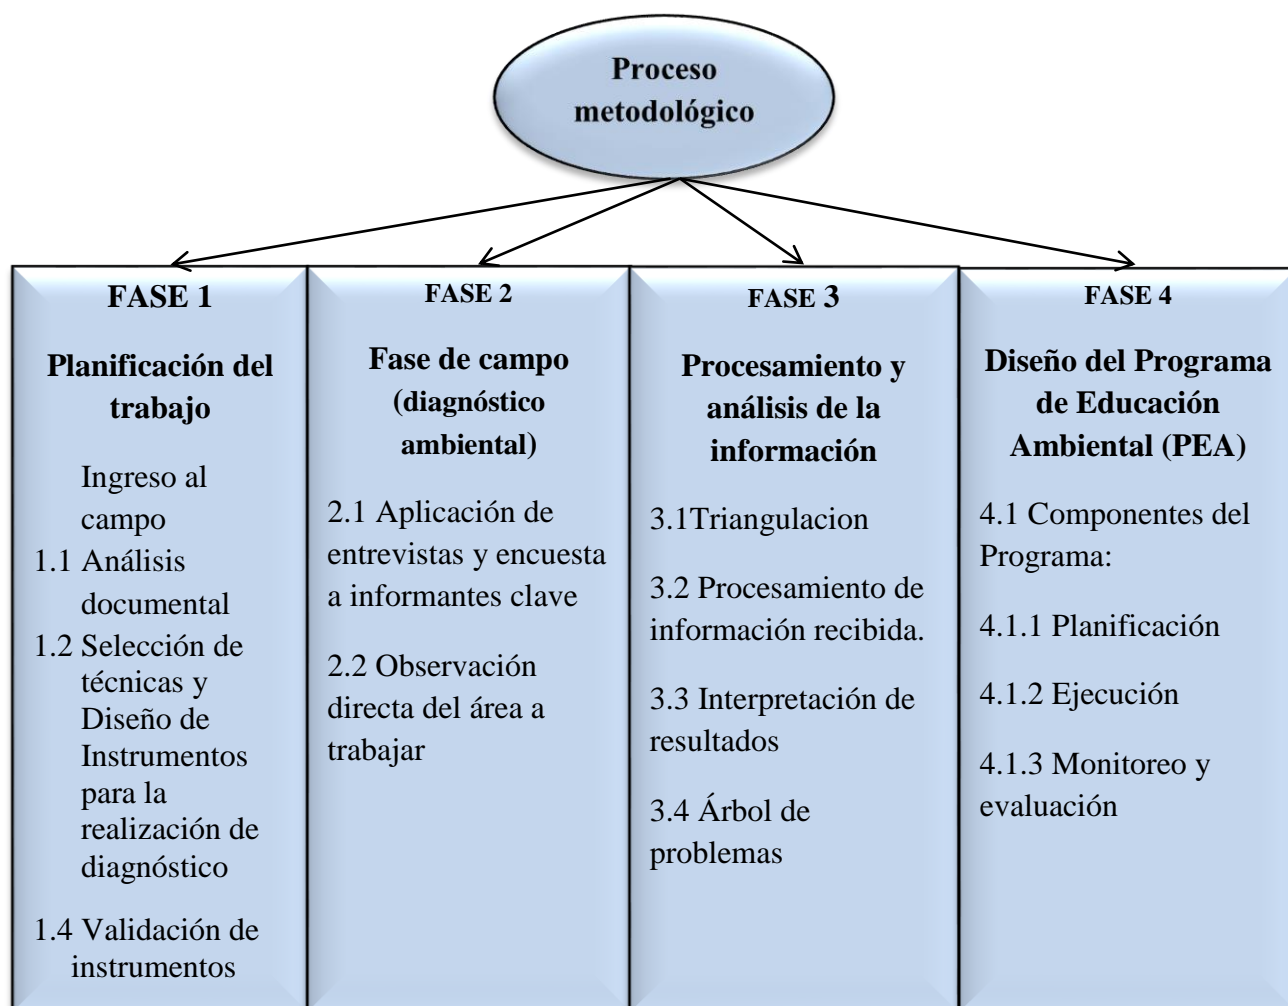 Proceso
metodológico
FASE 1
Planificación del
trabajo
Ingreso al
campo
1.1 Análisis
documental
1.2 Selección de
técnicas y
Diseño de
Instrumentos
para la
realización de
diagnóstico
1.4 Validación de
instrumentos
FASE 2
Fase de campo
(diagnóstico
ambiental)
2.1 Aplicación de
entrevistas y encuesta
a informantes clave
2.2 Observación
directa del área a
trabajar
FASE 3
Procesamiento y
análisis de la
información
3.1Triangulacion
3.2 Procesamiento de
información recibida.
3.3 Interpretación de
resultados
3.4 Árbol de
problemas
FASE 4
Diseño del Programa
de Educación
Ambiental (PEA)
4.1 Componentes del
Programa:
4.1.1 Planificación
4.1.2 Ejecución
4.1.3 Monitoreo y
evaluación